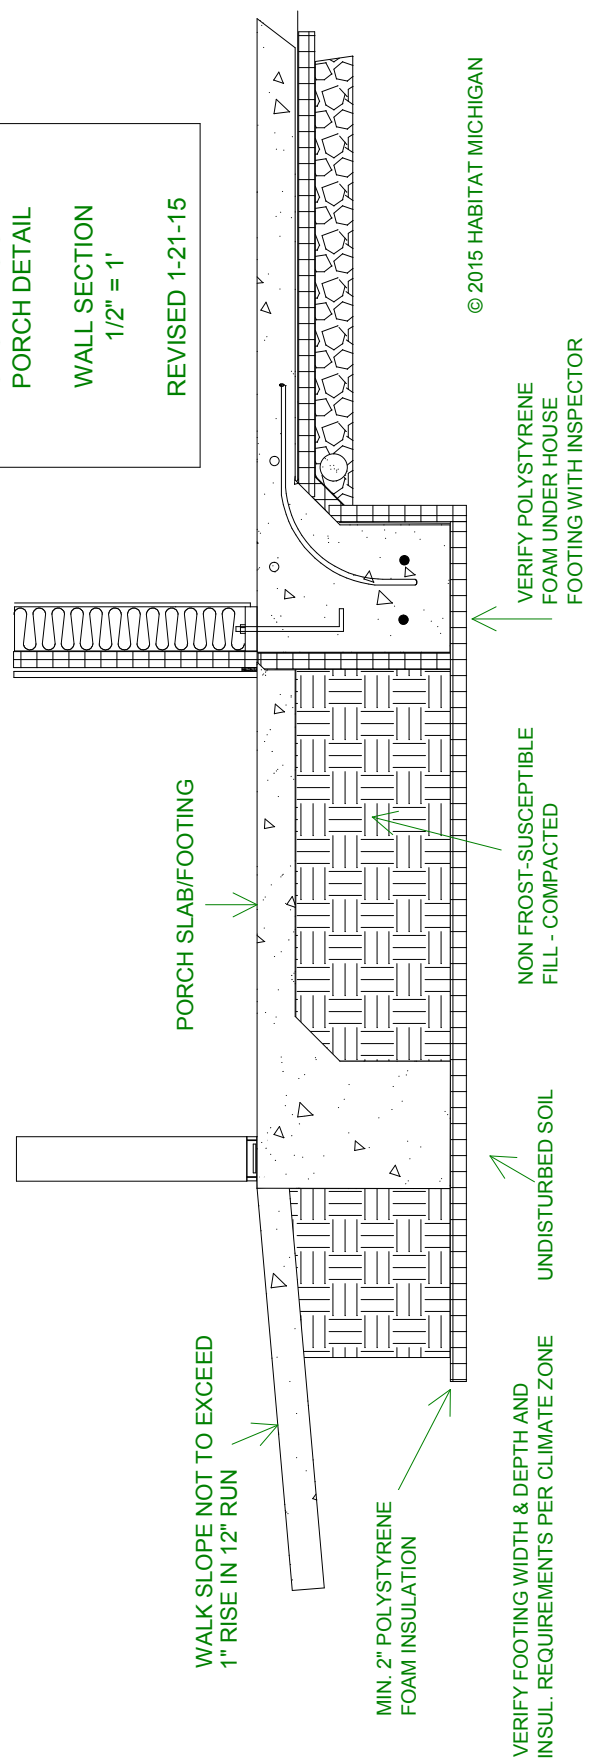 PORCH DETAIL
WALL SECTION
1/2" = 1'
REVISED 1-21-15
WALK SLOPE NOT TO EXCEED
1" RISE IN 12" RUN
PORCH SLAB/FOOTING
MIN. 2" POLYSTYRENE
FOAM INSULATION
VERIFY FOOTING WIDTH & DEPTH AND
INSUL. REQUIREMENTS PER CLIMATE ZONE
UNDISTURBED SOIL
NON FROST-SUSCEPTIBLE
FILL - COMPACTED
VERIFY POLYSTYRENE
FOAM UNDER HOUSE
FOOTING WITH INSPECTOR
© 2015 HABITAT MICHIGAN